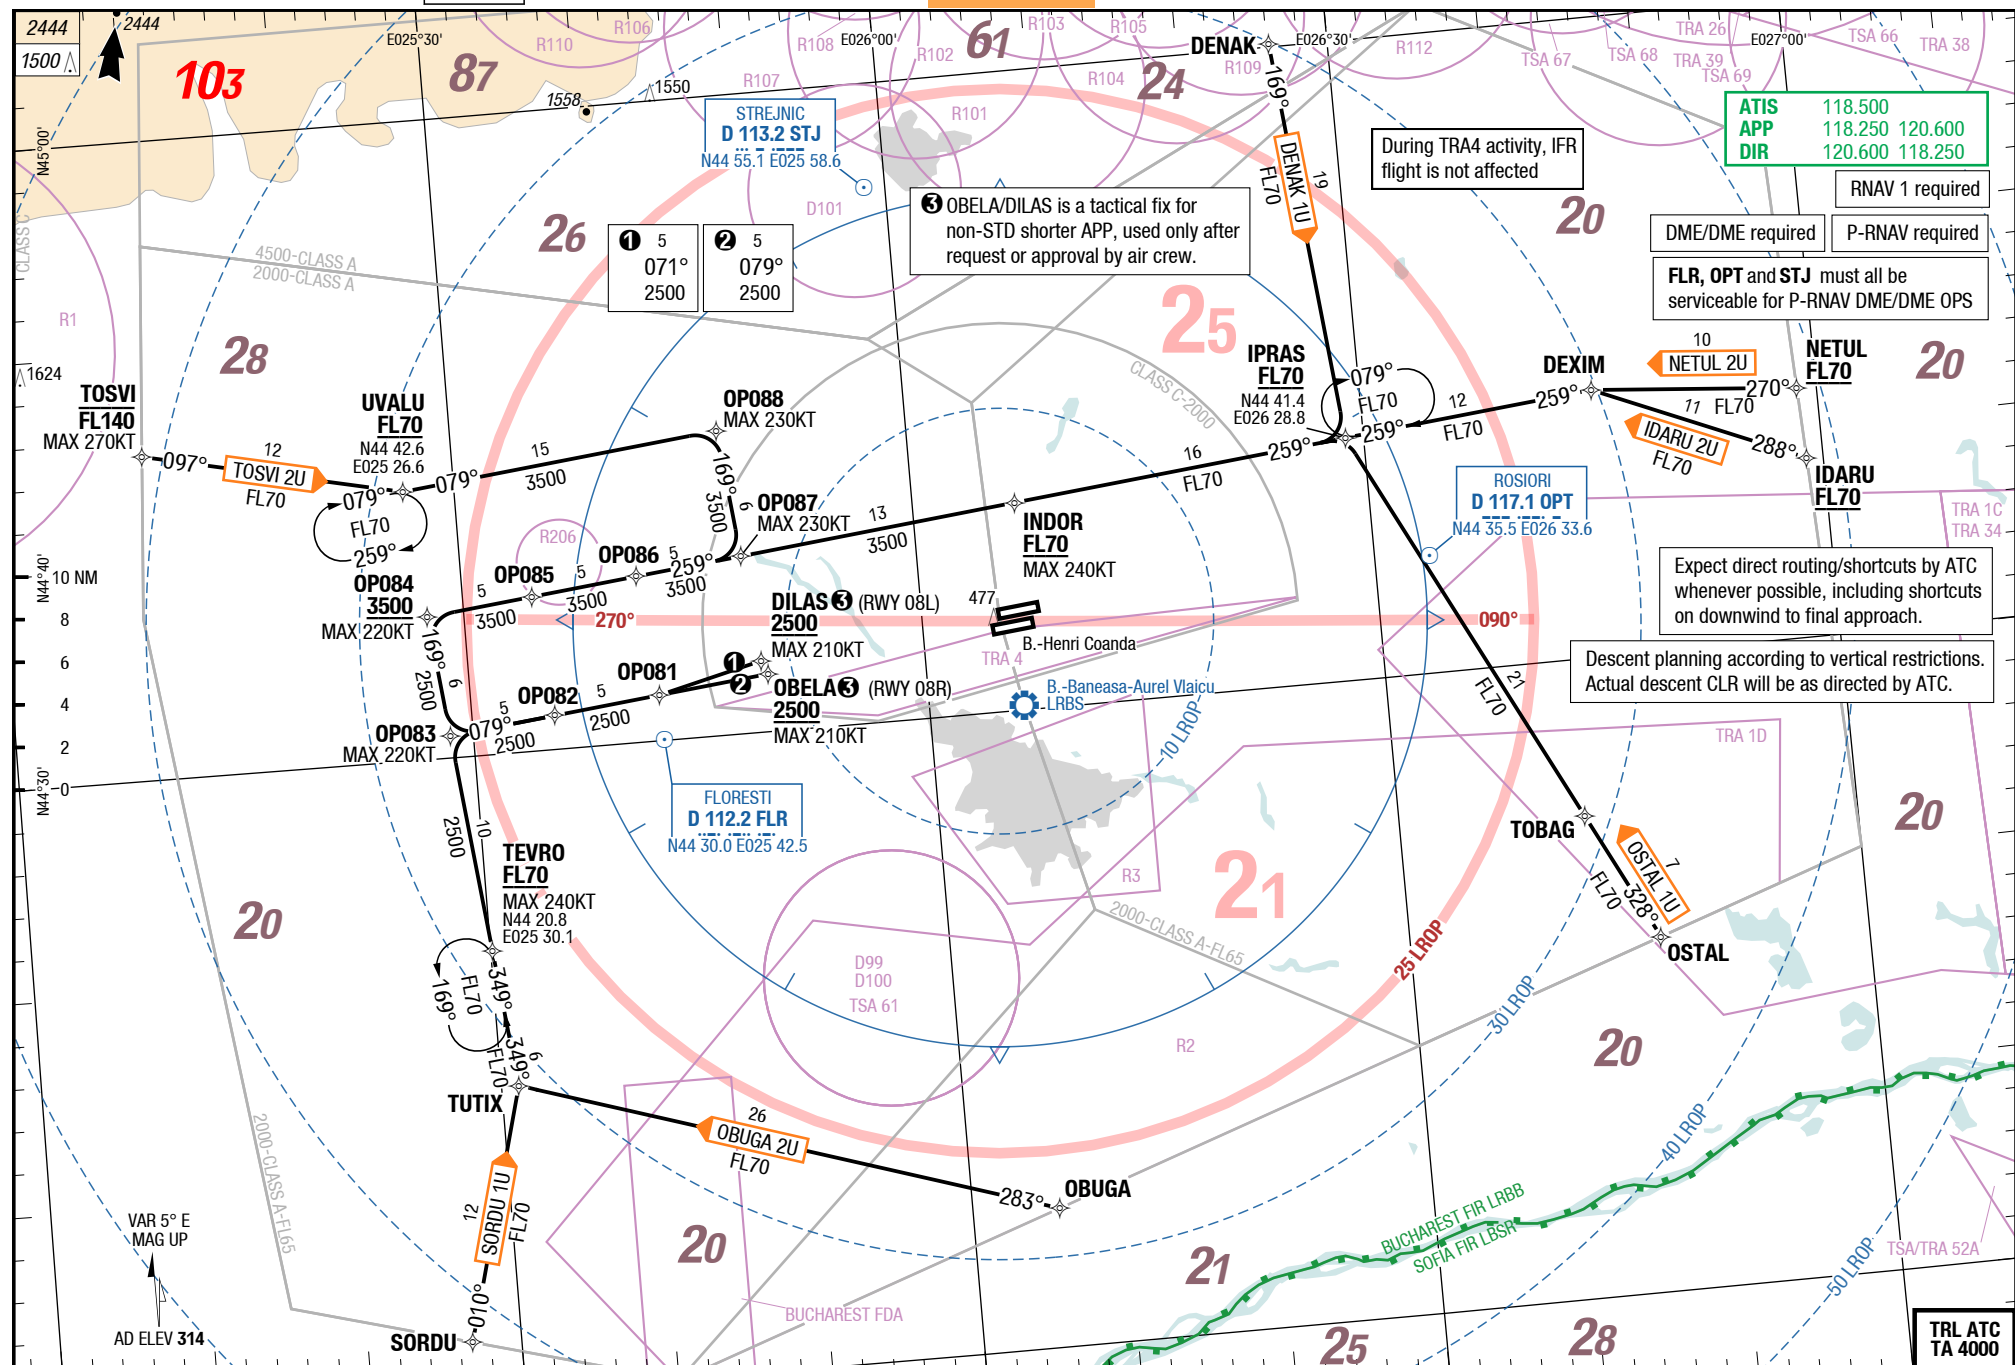 2444
1500
2444
103
87
61
24
E025°30'
E026°00'
E026°30'
E027°00'
R110
R106
R108
R107
R102
R103
R105
R104
R109
R101
R112
TSA 67
TSA 68
TRA 26
TRA 39
TSA 69
TSA 66
TRA 38
DENAK
169°
DENAK 1U
19
FL70
1558
1550
N45°00'
CLASS C
STREJNIC
D 113.2 STJ
N44 55.1 E025 58.6
D101
ATIS 118.500
APP 118.250 120.600
DIR 120.600 118.250
During TRA4 activity, IFR
flight is not affected
RNAV 1 required
DME/DME required
P-RNAV required
FLR, OPT and STJ must all be
serviceable for P-RNAV DME/DME OPS
3 OBELA/DILAS is a tactical fix for
non-STD shorter APP, used only after
request or approval by air crew.
1 5
071°
2500
2 5
079°
2500
26
20
25
28
20
4500-CLASS A
2000-CLASS A
R1
1624
TOSVI
FL140
MAX 270KT
097°
12
TOSVI 2U
FL70
UVALU
FL70
N44 42.6
E025 26.6
079°
FL70
259°
079°
15
3500
OP088
MAX 230KT
169°
6
3500
OP087
MAX 230KT
13
3500
CLASS C-2000
IPRAS
FL70
N44 41.4
E026 28.8
079°
FL70
259°
259°
16
FL70
12
FL70
DEXIM
259°
10
NETUL 2U
270°
FL70
NETUL
FL70
11
IDARU 2U
FL70
288°
IDARU
FL70
ROSIORI
D 117.1 OPT
N44 35.5 E026 33.6
TRA 1C
TRA 34
INDOR
FL70
MAX 240KT
R206
OP086
5
259°
3500
OP085
5
3500
OP084
3500
MAX 220KT
5
3500
169°
6
2500
N44°40'
10 NM
8
6
4
2
0
N44°30'
270°
090°
DILAS 3 (RWY 08L)
2500
MAX 210KT
1
2
OBELA 3 (RWY 08R)
2500
MAX 210KT
477
B.-Henri Coanda
TRA 4
B.-Baneasa-Aurel Vlaicu
LRBS
10 LROP
OP081
OP082
5
2500
OP083
MAX 220KT
079°
5
2500
Expect direct routing/shortcuts by ATC
whenever possible, including shortcuts
on downwind to final approach.
Descent planning according to vertical restrictions.
Actual descent CLR will be as directed by ATC.
21
FL70
TRA 1D
FLORESTI
D 112.2 FLR
N44 30.0 E025 42.5
10
2500
TEVRO
FL70
MAX 240KT
N44 20.8
E025 30.1
349°
FL70
169°
349°
6
FL70
TUTIX
TOBAG
7
OSTAL 1U
FL70
328°
OSTAL
20
20
21
20
R3
2000-CLASS A-FL65
25 LROP
30 LROP
40 LROP
50 LROP
D99
D100
TSA 61
R2
26
OBUGA 2U
FL70
283°
OBUGA
12
SORDU 1U
FL70
010°
SORDU
2000-CLASS A-FL65
VAR 5° E
MAG UP
AD ELEV 314
20
21
25
28
BUCHAREST FDA
BUCHAREST FIR LRBB
SOFIA FIR LBSR
TSA/TRA 52A
TRL ATC
TA 4000